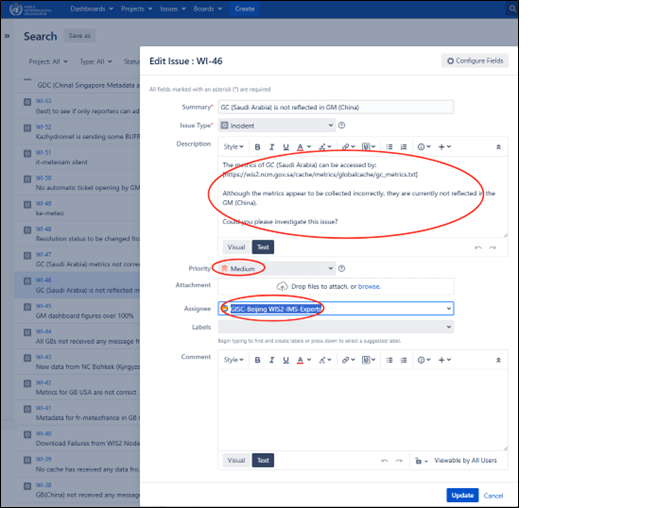 WORLD
METEOROLOGICAL
ORGANIZATION
Dashboards Projects Issues Boards Create
Search Save as
Project: All Type: All Status
GDC (China) Singapore Metadata a
WI-53
(test) to see if only reporters can ad
WI-52
Kazhydromet is sending some BUFR
WI-51
it-meteoam silent
WI-50
No automatic ticket opening by GM
WI-49
ke-meteo
WI-48
Resolution status to be changed from
WI-47
GC (Saudi Arabia) metrics not correc
WI-46
GC (Saudi Arabia) is not reflected in
WI-45
GM dashboard figures over 100%
WI-44
All GBs not received any message f
WI-43
New data from NC Bishkek (Kyrgyzs
WI-42
Metrics for GB USA are not correct
WI-41
Metadata for fr-meteofrance in GB
WI-40
Download Failures from WIS2 Node
WI-39
No cache has received any data fro
WI-38
GB(China) not received any message
Edit Issue : WI-46
Configure Fields
All fields marked with an asterisk (*) are required
Summary* GC (Saudi Arabia) is not reflected in GM (China)
Issue Type* Incident
Description Style B I U A
The metrics of GC (Saudi Arabia) can be accessed by:
[https://wis2.ncm.gov.sa/cache/metrics/globalcache/gc_metrics.txt]
Although the metrics appear to be collected incorrectly, they are currently not reflected in the
GM (China).
Could you please investigate this issue?
Visual Text
Priority Medium
Attachment Drop files to attach, or browse.
Assignee GISC-Beijing WIS2-IMS-Experts
Labels
Begin typing to find and create labels or press down to select a suggested label.
Comment Style B I U A
Visual Text Viewable by All Users
Update Cancel